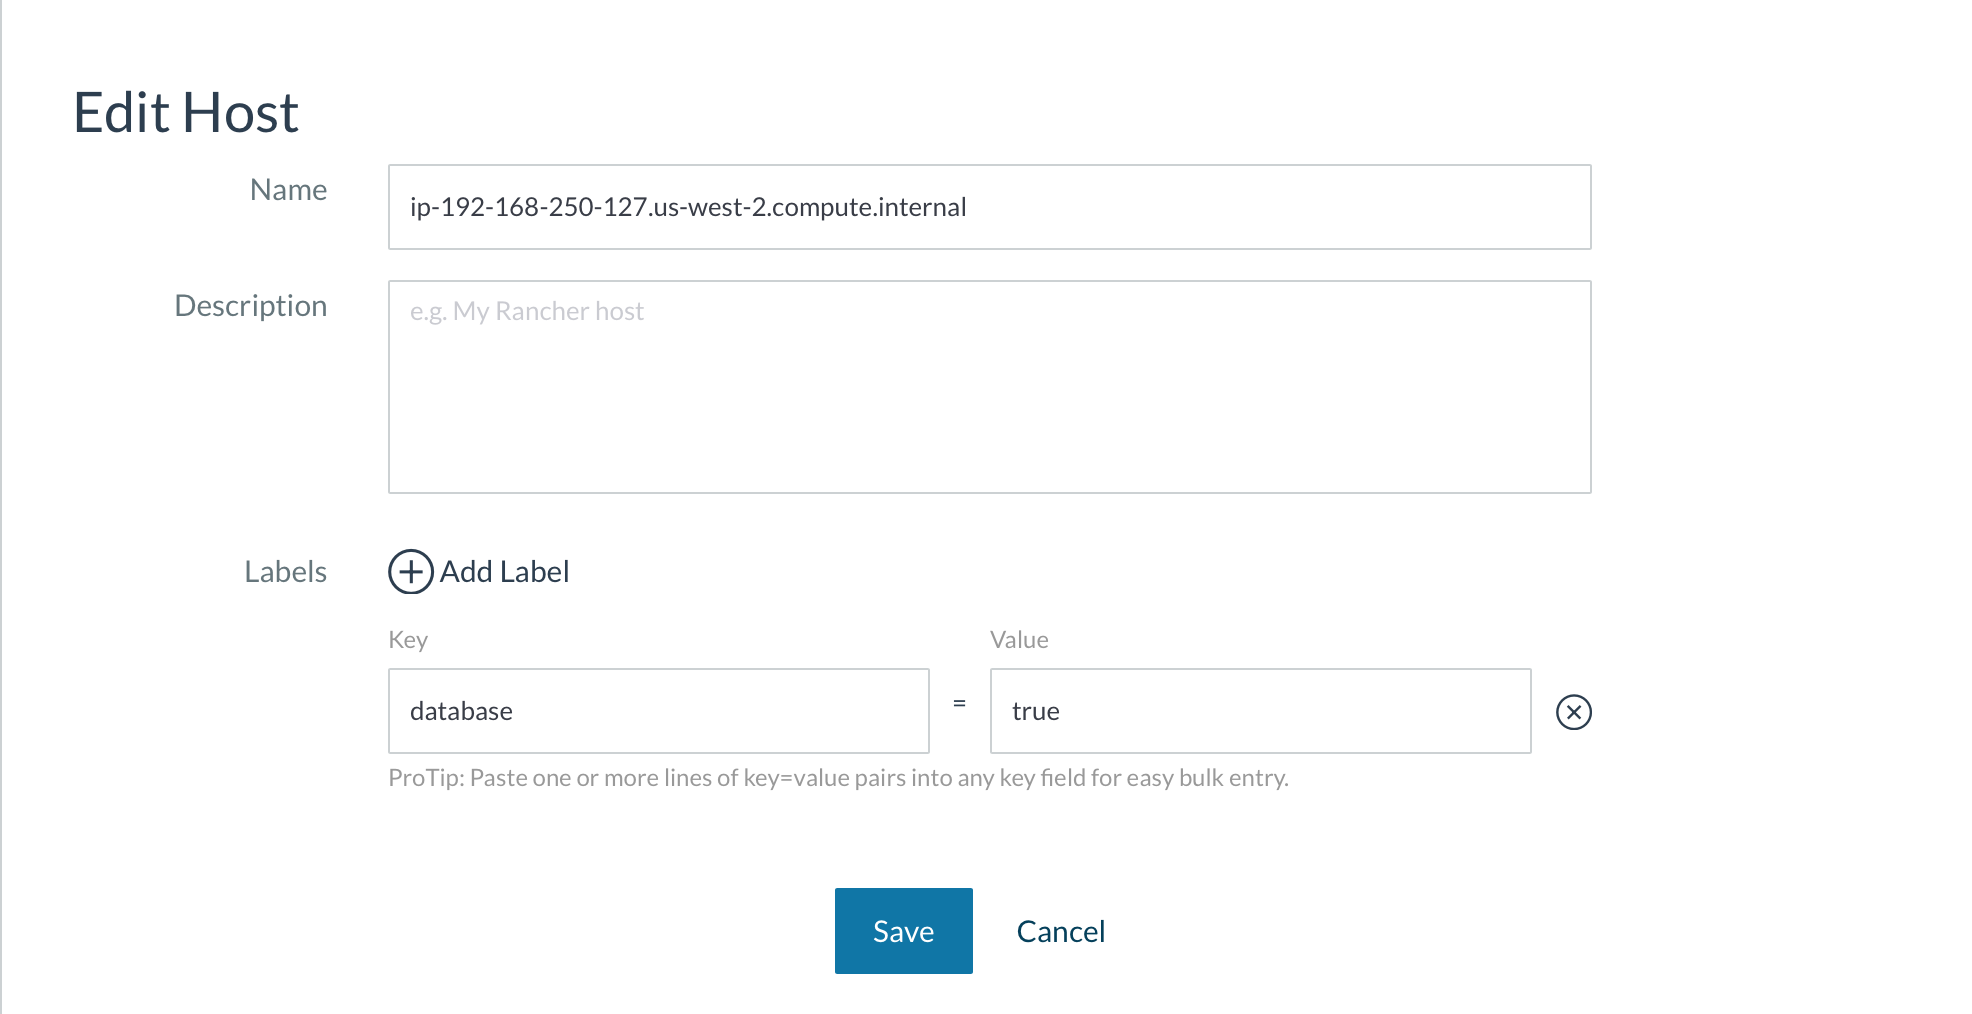 Edit Host
Name
ip-192-168-250-127.us-west-2.compute.internal
Description
e.g. My Rancher host
Labels
Add Label
Key
Value
database
=
true
ProTip: Paste one or more lines of key=value pairs into any key field for easy bulk entry.
Save
Cancel